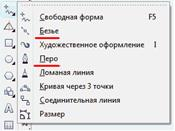 Свободная форма F5
Безье
Художественное оформление I
Перо
Ломаная линия
Кривая через 3 точки
Соединительная линия
Размер